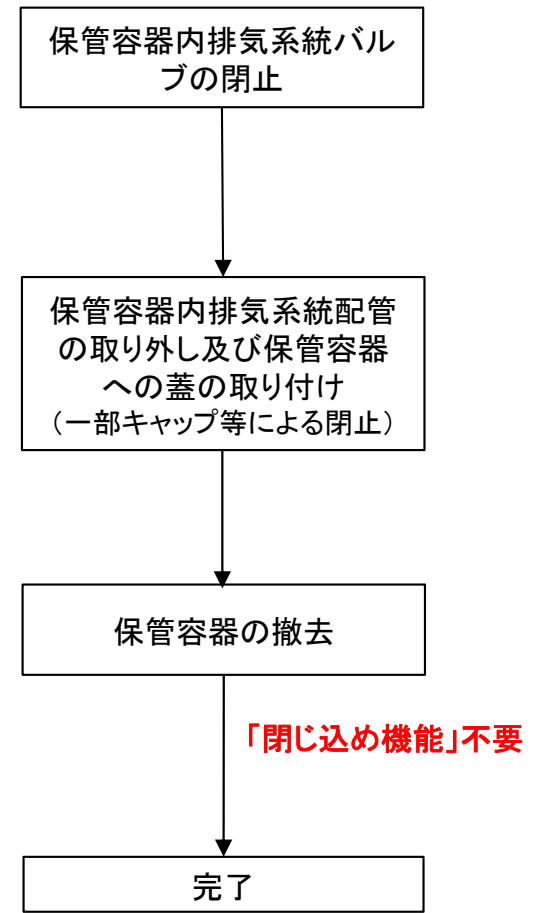 保管容器内排気系統バル
ブの閉止
保管容器内排気系統配管
の取り外し及び保管容器
への蓋の取り付け
（一部キャップ等による閉止）
保管容器の撤去
「閉じ込め機能」不要
完了